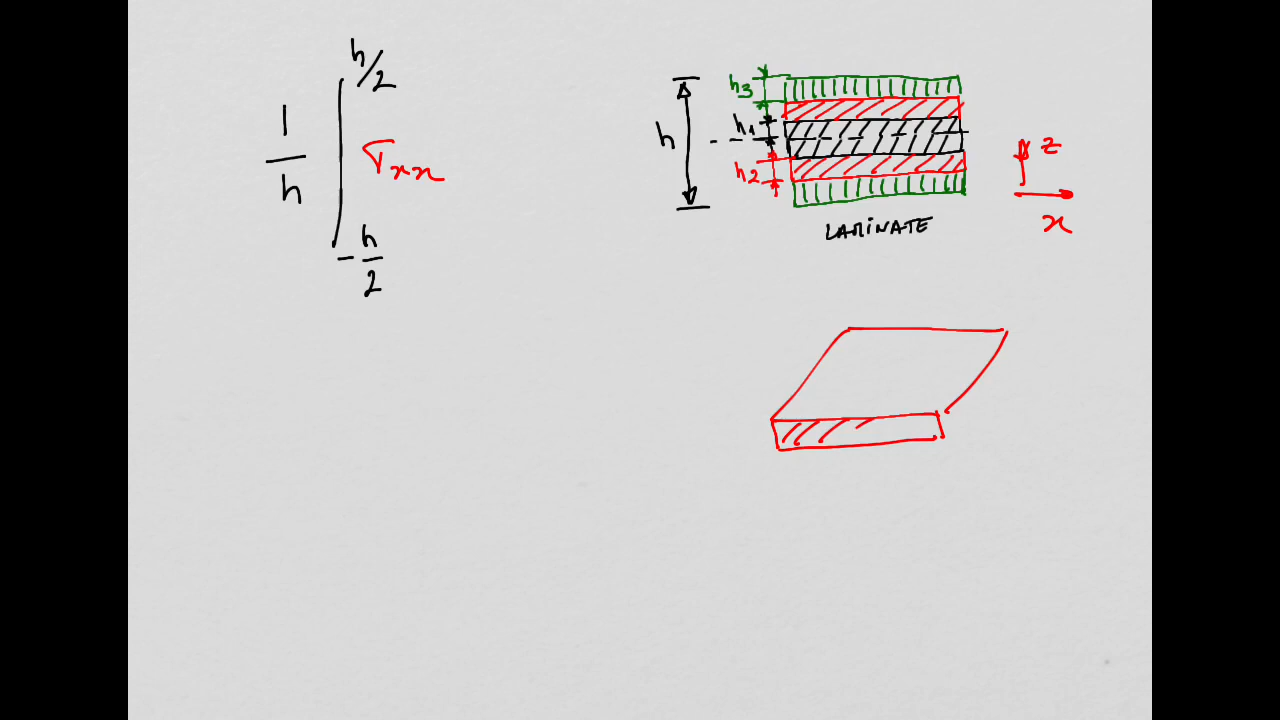 1/h ∫_{-h/2}^{h/2} σxx
h
h3
h1
h2
z
x
LAMINATE